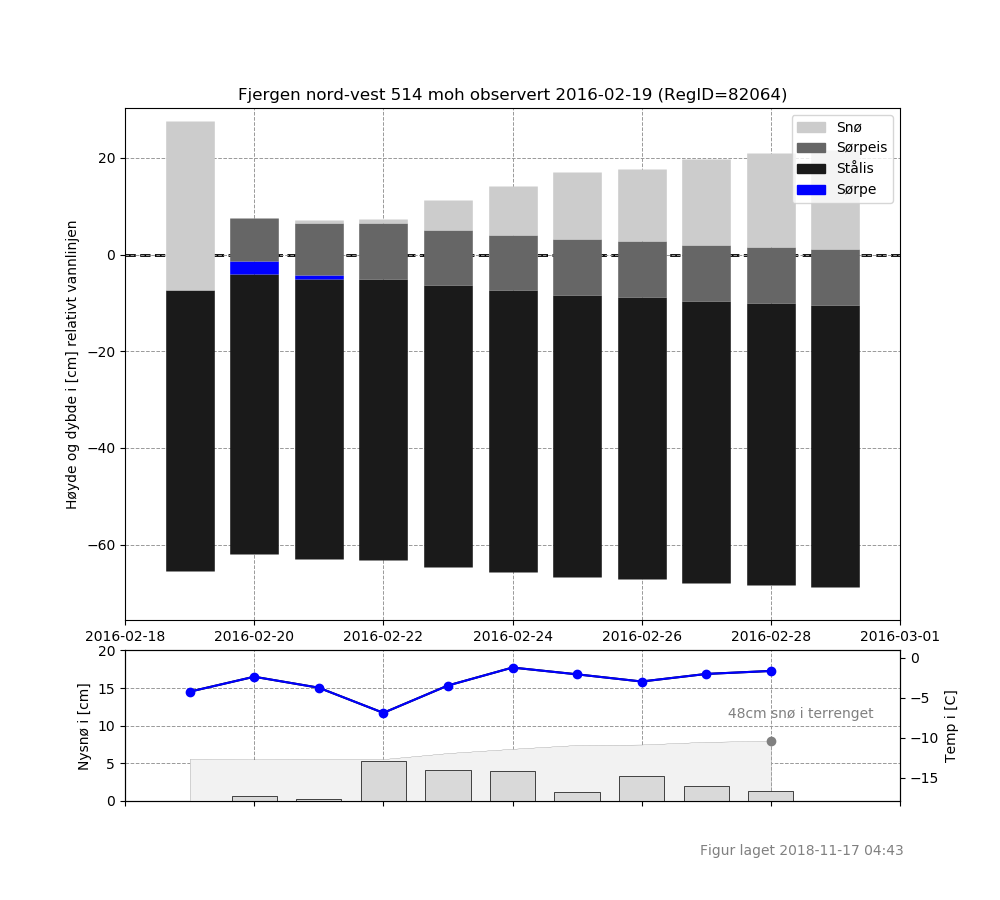 Fjergen nord-vest 514 moh observert 2016-02-19 (RegID=82064)
Snø
Sørpeis
Stålis
Sørpe
20
0
−20
−40
−60
Høyde og dybde i [cm] relativt vannlinjen
2016-02-18 2016-02-20 2016-02-22 2016-02-24 2016-02-26 2016-02-28 2016-03-01
20
15
10
5
0
Nysnø i [cm]
48cm snø i terrenget
0
−5
−10
−15
Temp i [C]
Figur laget 2018-11-17 04:43